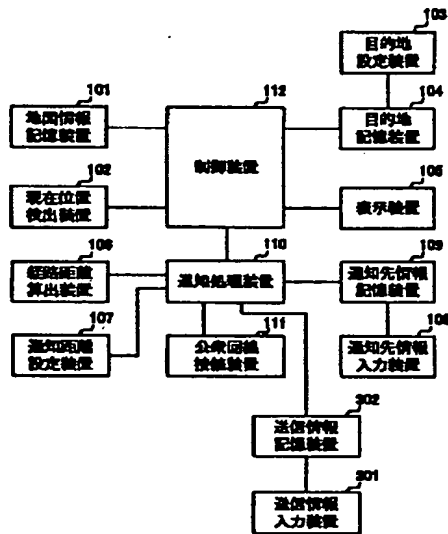 103
目的地
設定装置
101
地図情報
記憶装置
112
制御装置
104
目的地
記憶装置
102
現在位置
検出装置
105
表示装置
106
経路距離
算出装置
110
通知処理装置
109
通知先情報
記憶装置
107
通知距離
設定装置
111
公衆回線
接続装置
108
通知先情報
入力装置
302
送信情報
記憶装置
301
送信情報
入力装置